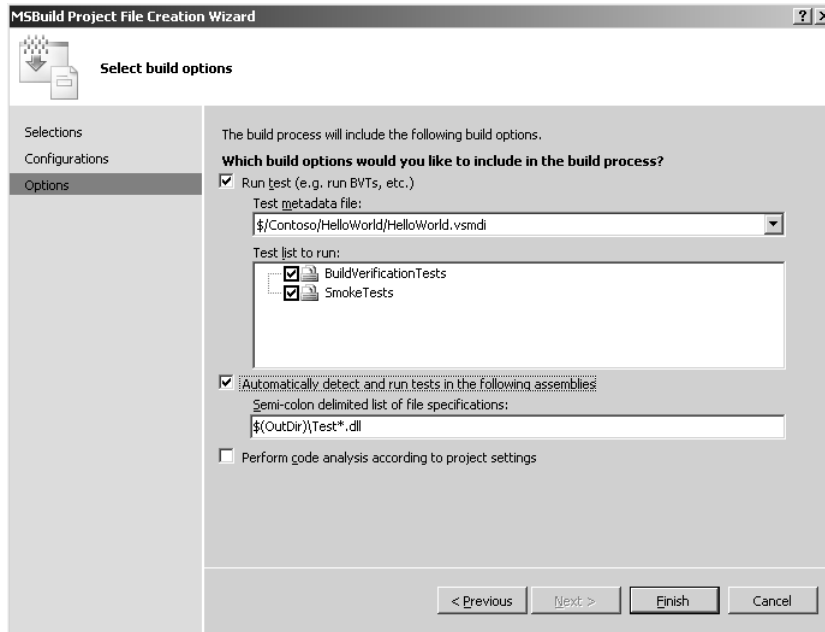 MSBuild Project File Creation Wizard
Select build options
Selections
Configurations
Options
The build process will include the following build options.
Which build options would you like to include in the build process?
Run test (e.g. run BVTs, etc.)
Test metadata file:
$/Contoso/HelloWorld/HelloWorld.vsmdi
Test list to run:
BuildVerificationTests
SmokeTests
Automatically detect and run tests in the following assemblies
Semi-colon delimited list of file specifications:
$(OutDir)\Test*.dll
Perform code analysis according to project settings
< Previous
Next >
Finish
Cancel